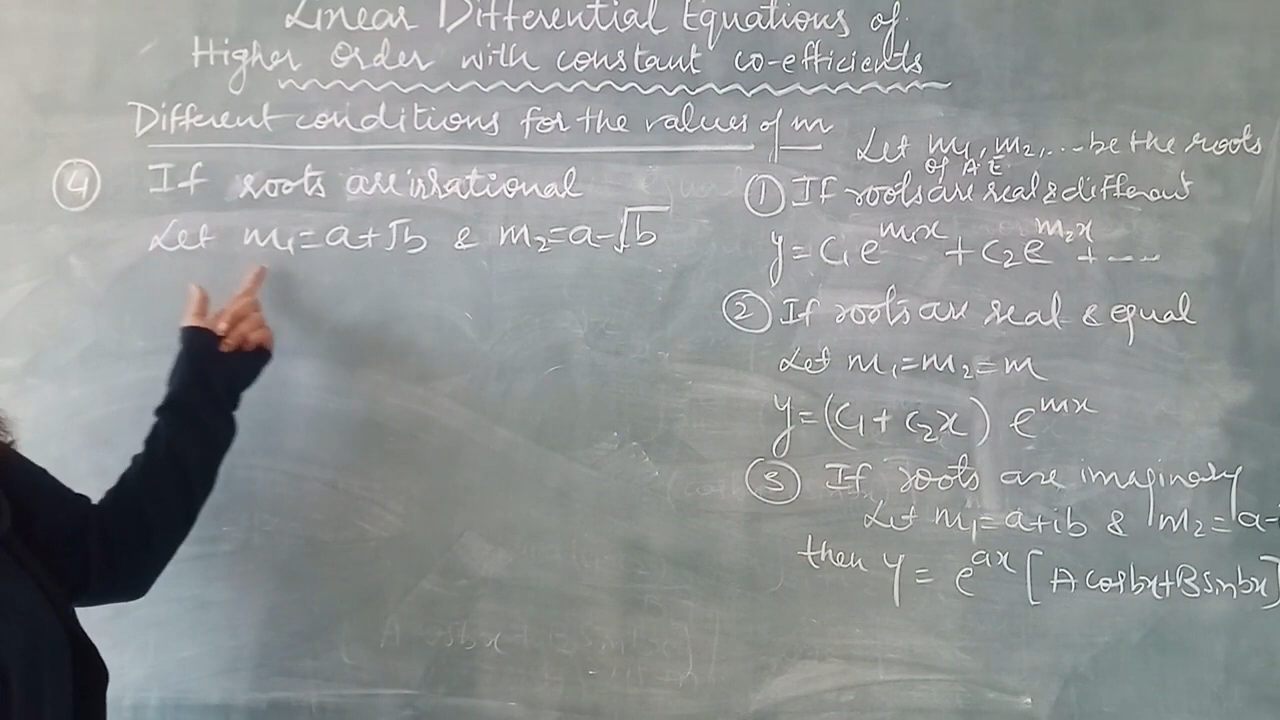 Linear Differential Equations of
Higher Order with constant co-efficients
Different conditions for the values of m
④ If roots are irrational
Let m₁=a+√b & m₂=a-√b
Let m₁, m₂, ... be the roots
of A E
① If roots are real & different
y=C₁e^{m₁x} + C₂e^{m₂x} + ---
② If roots are real & equal
Let m₁=m₂=m
y=(C₁+C₂x) e^{mx}
③ If roots are imaginary
Let m₁=a+ib & m₂=a-
then y = e^{ax} [A cosbx+B sinbx]